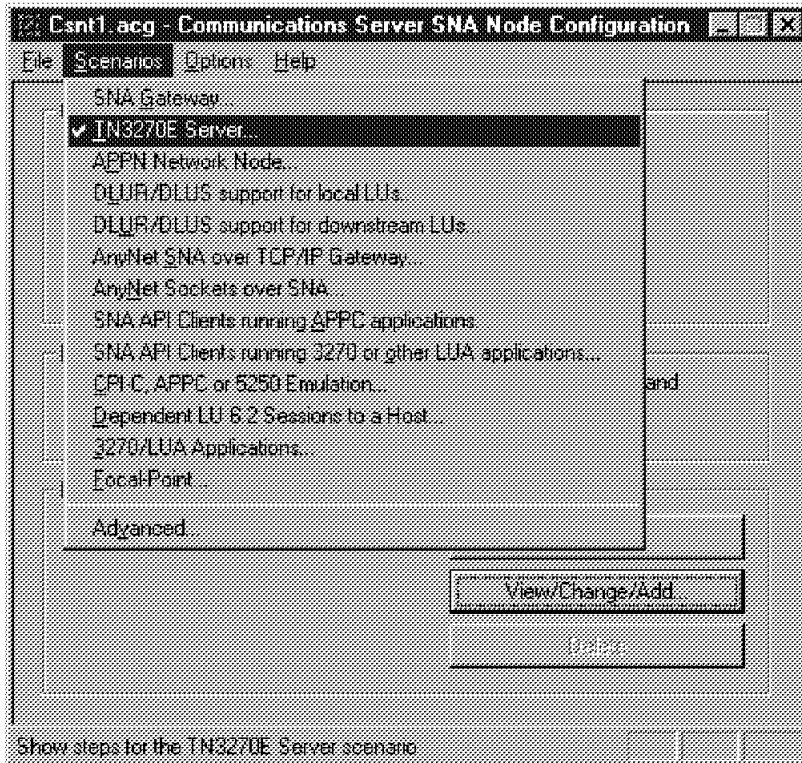 Csnt1.acg - Communications Server SNA Node Configuration
File Scenarios Options Help
SNA Gateway...
TN3270E Server...
APPN Network Node...
DLUR/DLUS support for local LUs...
DLUR/DLUS support for downstream LUs...
AnyNet SNA over TCP/IP Gateway...
AnyNet Sockets over SNA
SNA API Clients running APPC applications
SNA API Clients running 3270 or other LUA applications...
and
CPI-C, APPC or 5250 Emulation...
Dependent LU 6.2 Sessions to a Host...
3270/LUA Applications...
Focal-Point...
Advanced...
View/Change/Add...
Delete
Show steps for the TN3270E Server scenario